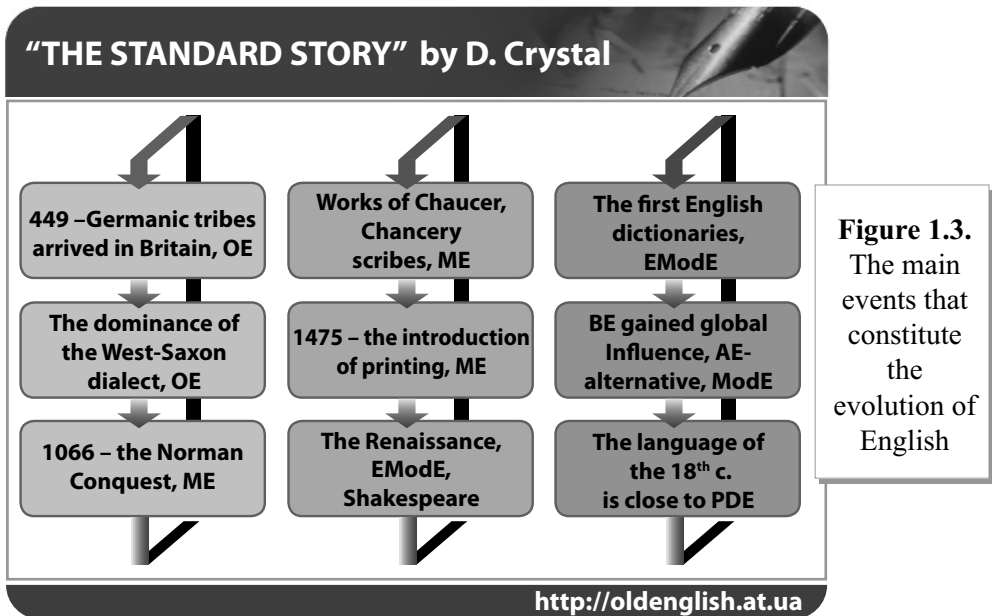 “THE STANDARD STORY” by D. Crystal
449 –Germanic tribes
arrived in Britain, OE
The dominance of
the West-Saxon
dialect, OE
1066 – the Norman
Conquest, ME
Works of Chaucer,
Chancery
scribes, ME
1475 – the introduction
of printing, ME
The Renaissance,
EModE,
Shakespeare
The first English
dictionaries,
EModE
BE gained global
Influence, AE-
alternative, ModE
The language of
the 18th c.
is close to PDE
Figure 1.3.
The main
events that
constitute
the
evolution of
English
http://oldenglish.at.ua